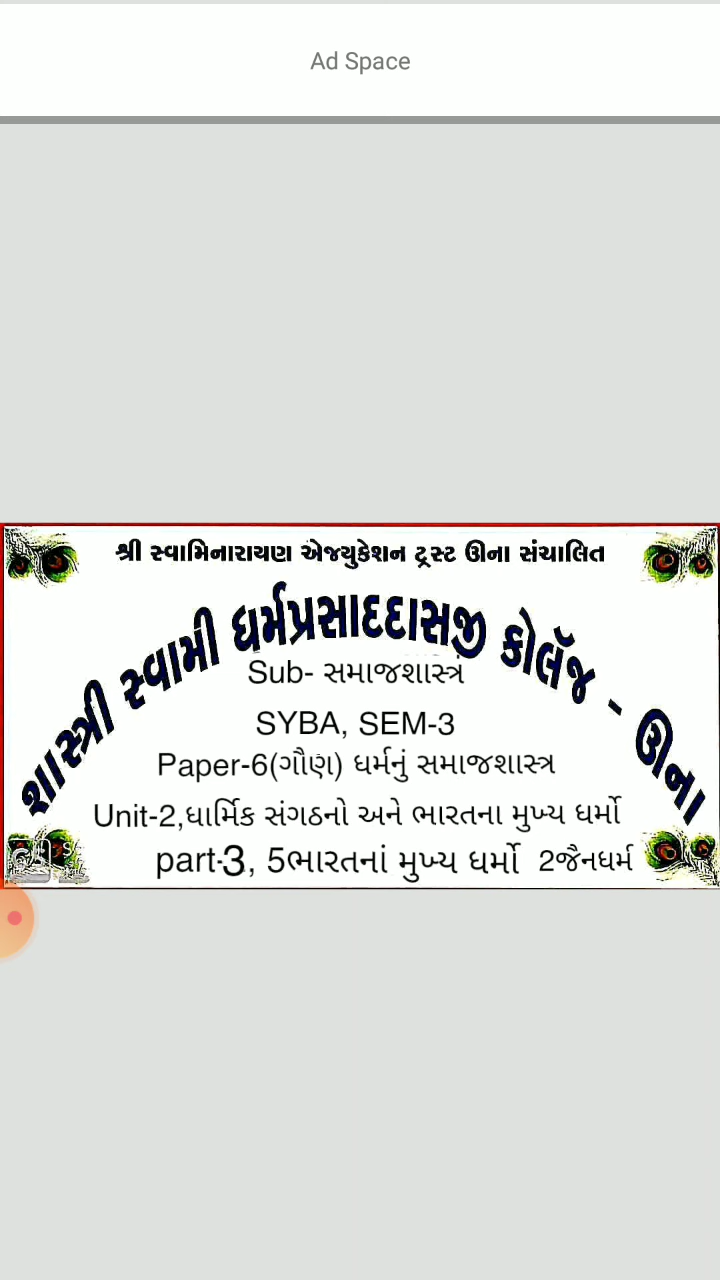 Ad Space
શ્રી સ્વામિનારાયણ એજ્યુકેશન ટ્રસ્ટ ઊના સંચાલિત
શાસ્ત્રી સ્વામી ધર્મપ્રસાદદાસજી કોલૅજ - ઊના
Sub- સમાજશાસ્ત્રં
SYBA, SEM-3
Paper-6(ગૌણ) ધર્મનું સમાજશાસ્ત્ર
Unit-2,ધાર્મિક સંગઠનો અને ભારતના મુખ્ય ધર્મો
part-3, 5ભારતનાં મુખ્ય ધર્મો 2જૈનધર્મ